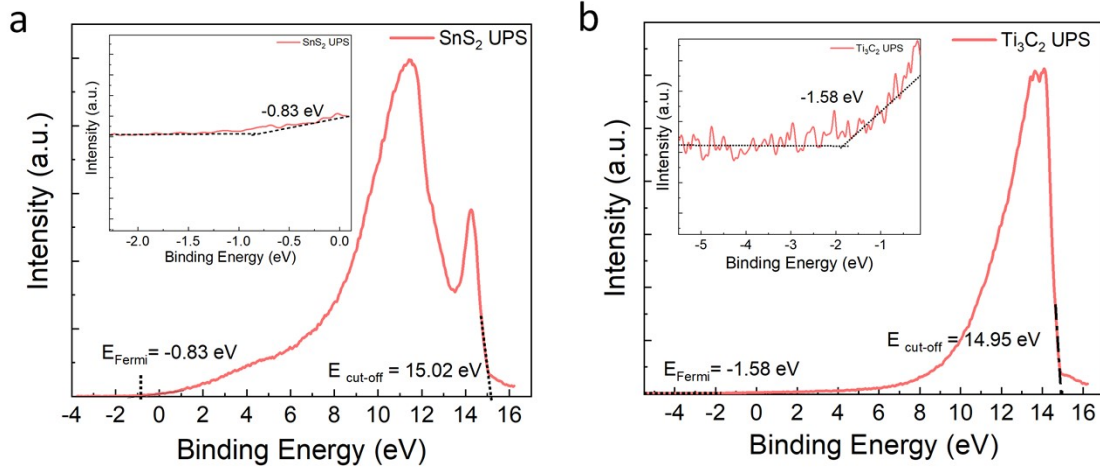 a
SnS₂ UPS
SnS₂ UPS
-0.83 eV
Intensity (a.u.)
-2.0 -1.5 -1.0 -0.5 0.0
Binding Energy (eV)
Intensity (a.u.)
E_Fermi = -0.83 eV
E cut-off = 15.02 eV
-4 -2 0 2 4 6 8 10 12 14 16
Binding Energy (eV)
b
Ti₃C₂ UPS
Ti₃C₂ UPS
-1.58 eV
IIntensity (a.u.)
-5 -4 -3 -2 -1
Binding Energy (eV)
Intensity (a.u.)
E_Fermi = -1.58 eV
E cut-off = 14.95 eV
-4 -2 0 2 4 6 8 10 12 14 16
Binding Energy (eV)